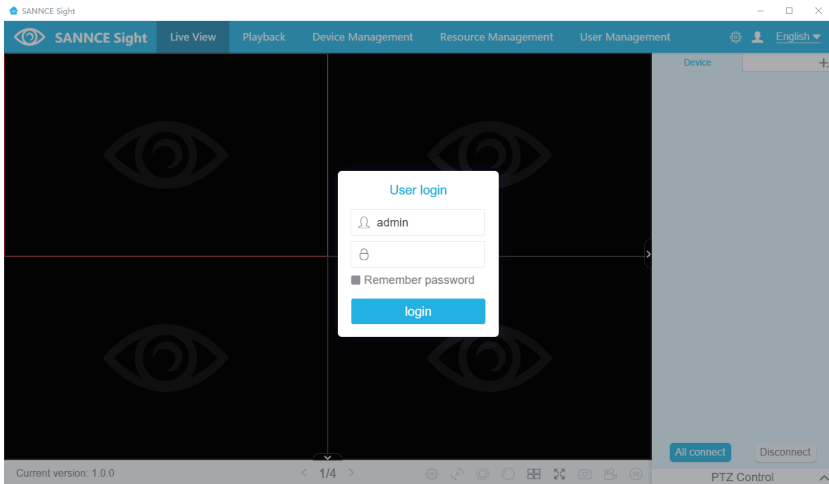 SANNCE Sight
SANNCE Sight Live View Playback Device Management Resource Management User Management English
Device
User login
admin
Remember password
login
All connect Disconnect
Current version: 1.0.0 1/4 PTZ Control